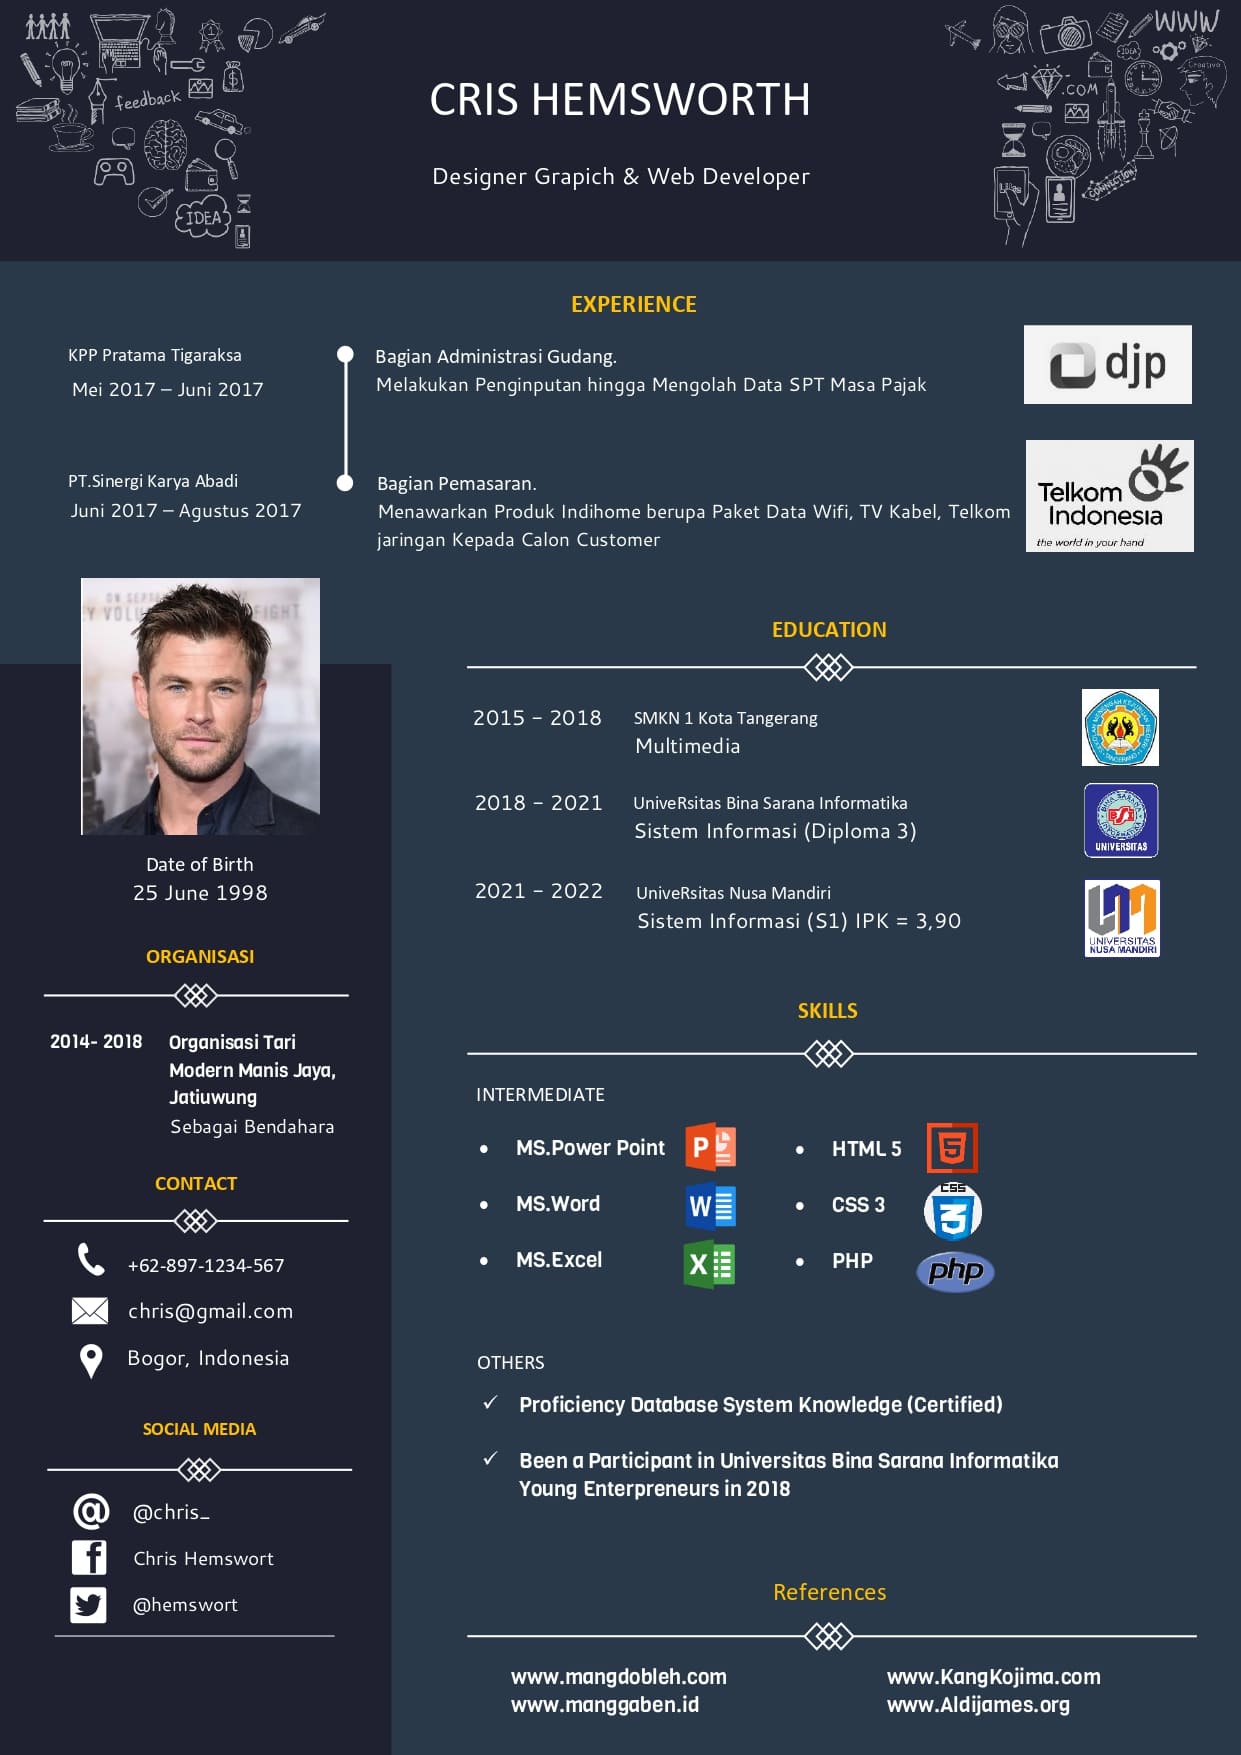 feedback
IDEA
WWW
IDEA
Creativo
.COM
Likes
CONNECTION
CRIS HEMSWORTH
Designer Grapich & Web Developer
EXPERIENCE
KPP Pratama Tigaraksa
Mei 2017 – Juni 2017
Bagian Administrasi Gudang.
Melakukan Penginputan hingga Mengolah Data SPT Masa Pajak
djp
PT.Sinergi Karya Abadi
Juni 2017 – Agustus 2017
Bagian Pemasaran.
Menawarkan Produk Indihome berupa Paket Data Wifi, TV Kabel, Telkom
jaringan Kepada Calon Customer
Telkom
Indonesia
the world in your hand
Date of Birth
25 June 1998
ORGANISASI
2014- 2018
Organisasi Tari
Modern Manis Jaya,
Jatiuwung
Sebagai Bendahara
CONTACT
+62-897-1234-567
chris@gmail.com
Bogor, Indonesia
SOCIAL MEDIA
@chris_
Chris Hemswort
@hemswort
EDUCATION
2015 – 2018
SMKN 1 Kota Tangerang
Multimedia
2018 – 2021
UniveRsitas Bina Sarana Informatika
Sistem Informasi (Diploma 3)
BSI
UNIVERSITAS
2021 – 2022
UniveRsitas Nusa Mandiri
Sistem Informasi (S1) IPK = 3,90
UNIVERSITAS
NUSA MANDIRI
SKILLS
INTERMEDIATE
• MS.Power Point
• HTML 5
• MS.Word
• CSS 3
CSS
• MS.Excel
• PHP
php
OTHERS
✓ Proficiency Database System Knowledge (Certified)
✓ Been a Participant in Universitas Bina Sarana Informatika
Young Enterpreneurs in 2018
References
www.mangdobleh.com
www.manggaben.id
www.KangKojima.com
www.Aldijames.org